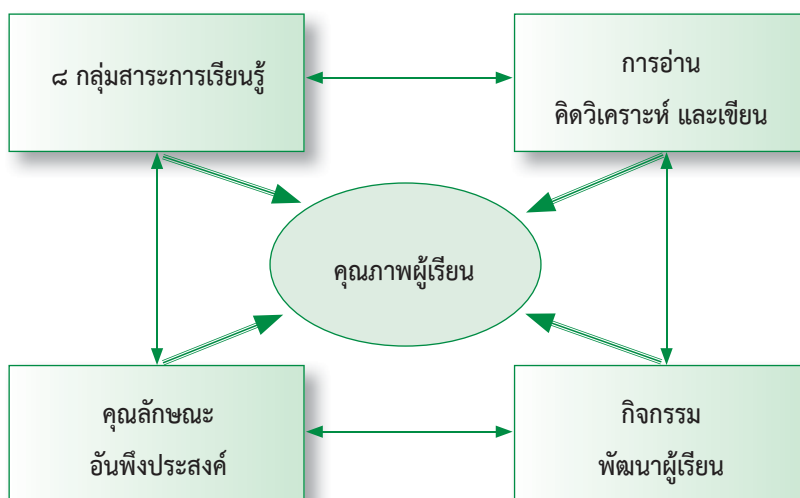 ๘ กลุ่มสาระการเรียนรู้
การอ่าน
คิดวิเคราะห์ และเขียน
คุณภาพผู้เรียน
คุณลักษณะ
อันพึงประสงค์
กิจกรรม
พัฒนาผู้เรียน